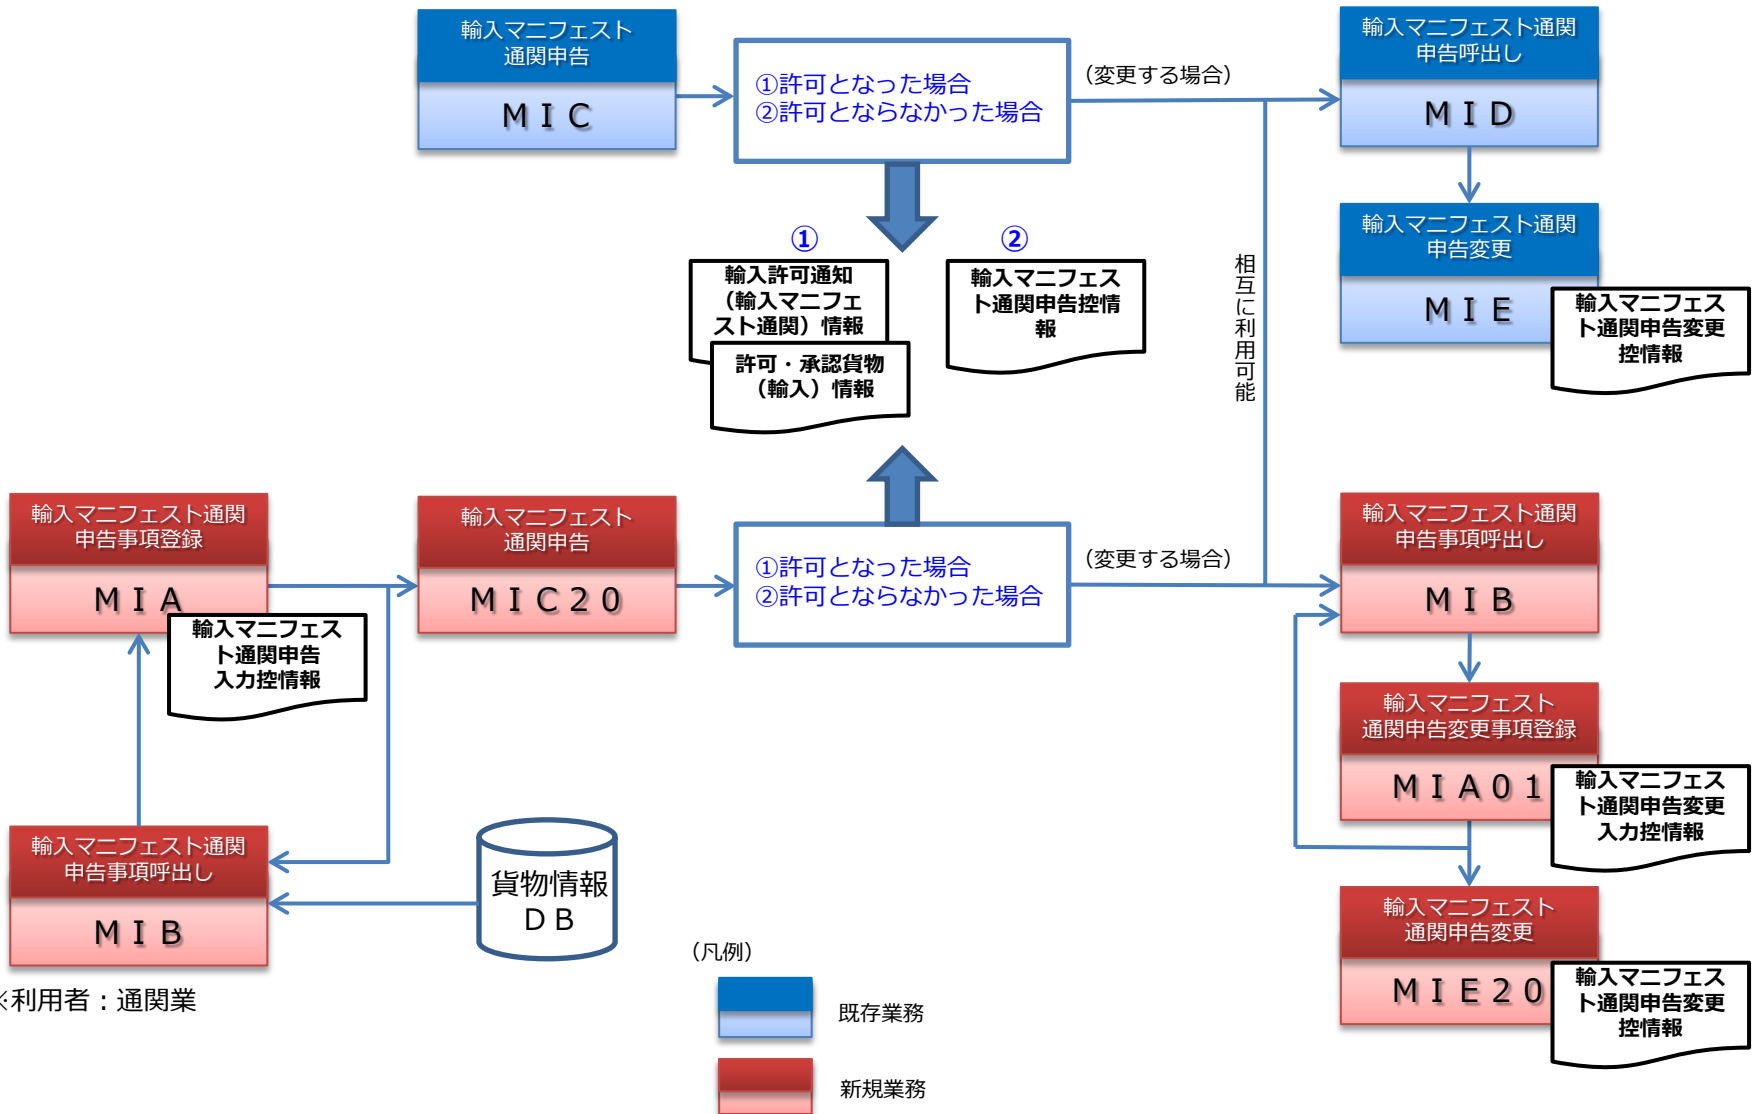 輸入マニフェスト
通関申告
ＭＩＣ
①許可となった場合
②許可とならなかった場合
（変更する場合）
輸入マニフェスト通関
申告呼出し
ＭＩＤ
輸入マニフェスト通関
申告変更
ＭＩＥ
輸入マニフェス
ト通関申告変更
控情報
①
輸入許可通知
（輸入マニフェ
スト通関）情報
許可・承認貨物
（輸入）情報
②
輸入マニフェス
ト通関申告控情
報
相互に利用可能
輸入マニフェスト通関
申告事項登録
ＭＩＡ
輸入マニフェス
ト通関申告
入力控情報
輸入マニフェスト
通関申告
ＭＩＣ２０
①許可となった場合
②許可とならなかった場合
（変更する場合）
輸入マニフェスト通関
申告事項呼出し
ＭＩＢ
輸入マニフェスト
通関申告変更事項登録
ＭＩＡ０１
輸入マニフェス
ト通関申告変更
入力控情報
輸入マニフェスト通関
申告事項呼出し
ＭＩＢ
貨物情報
ＤＢ
輸入マニフェスト
通関申告変更
ＭＩＥ２０
輸入マニフェス
ト通関申告変更
控情報
※利用者：通関業
（凡例）
既存業務
新規業務